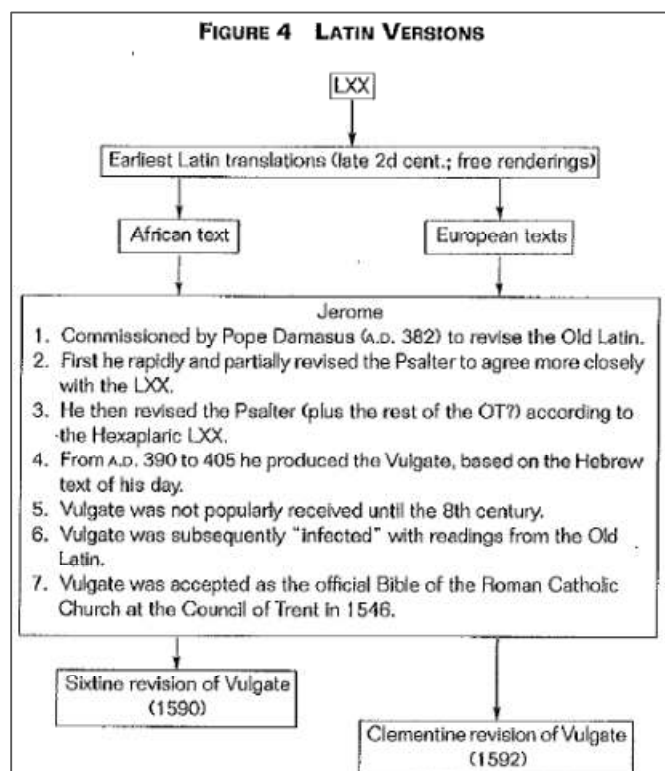 FIGURE 4 LATIN VERSIONS
LXX
Earliest Latin translations (late 2d cent.; free renderings)
African text
European texts
Jerome
1. Commissioned by Pope Damasus (A.D. 382) to revise the Old Latin.
2. First he rapidly and partially revised the Psalter to agree more closely
with the LXX.
3. He then revised the Psalter (plus the rest of the OT?) according to
the Hexaplaric LXX.
4. From A.D. 390 to 405 he produced the Vulgate, based on the Hebrew
text of his day.
5. Vulgate was not popularly received until the 8th century.
6. Vulgate was subsequently "infected" with readings from the Old
Latin.
7. Vulgate was accepted as the official Bible of the Roman Catholic
Church at the Council of Trent in 1546.
Sixtine revision of Vulgate
(1590)
Clementine revision of Vulgate
(1592)